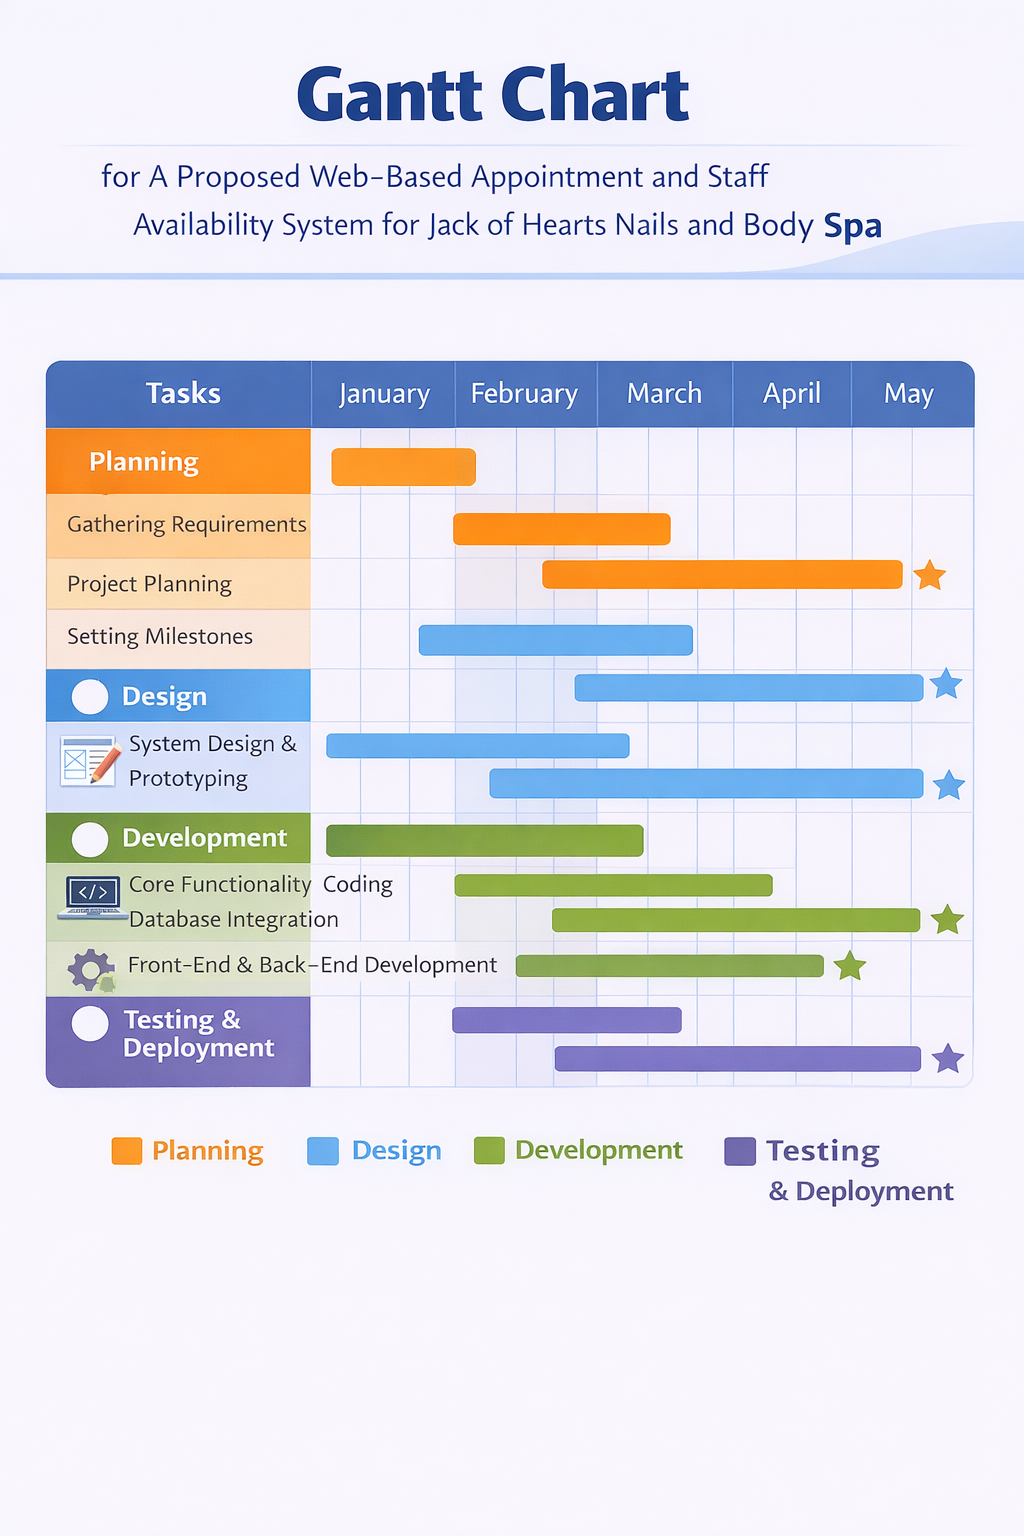 Gantt Chart
for A Proposed Web-Based Appointment and Staff
Availability System for Jack of Hearts Nails and Body Spa
Tasks January February March April May
Planning
Gathering Requirements
Project Planning
Setting Milestones
Design
System Design &
Prototyping
Development
</>
Core Functionality Coding
Database Integration
Front-End & Back-End Development
Testing &
Deployment
Planning Design Development Testing
& Deployment